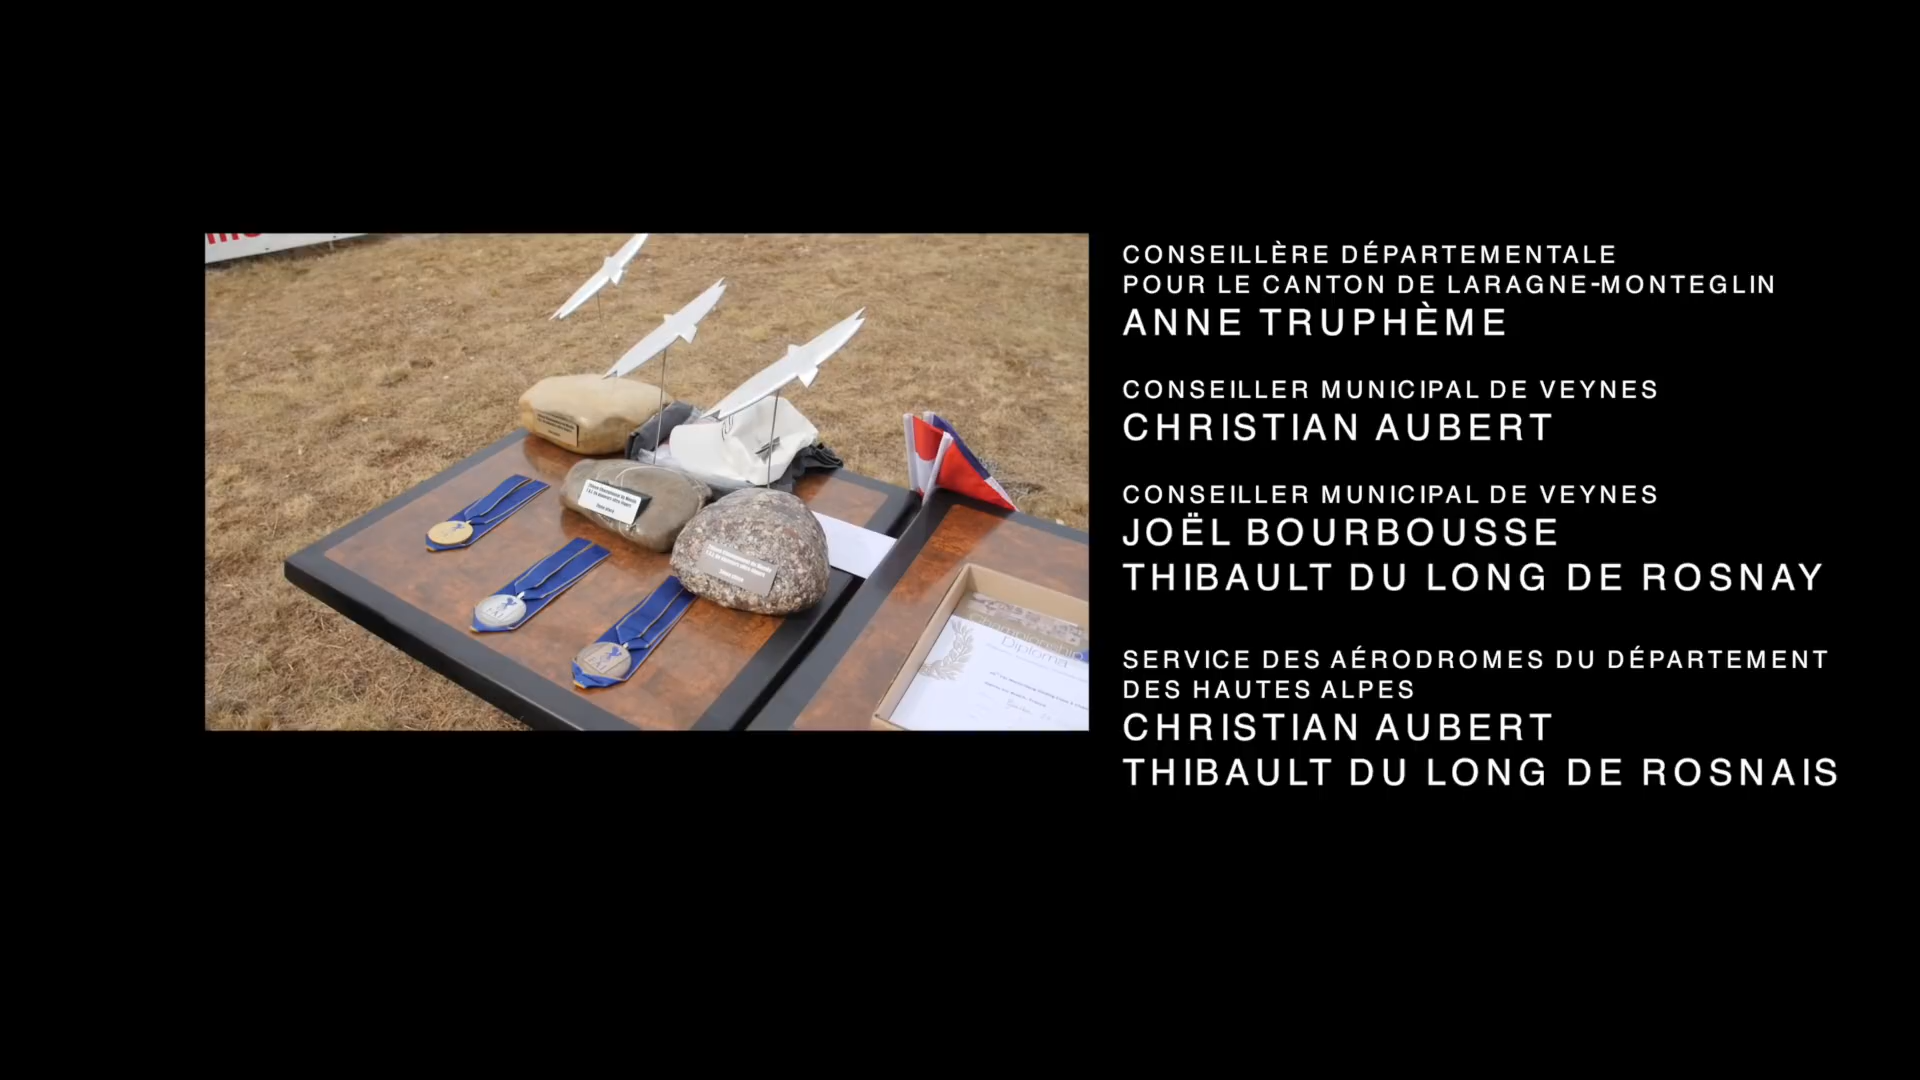 CONSEILLÈRE DÉPARTEMENTALE
POUR LE CANTON DE LARAGNE-MONTEGLIN
ANNE TRUPHÈME
CONSEILLER MUNICIPAL DE VEYNES
CHRISTIAN AUBERT
CONSEILLER MUNICIPAL DE VEYNES
JOËL BOURBOUSSE
THIBAULT DU LONG DE ROSNAY
SERVICE DES AÉRODROMES DU DÉPARTEMENT
DES HAUTES ALPES
CHRISTIAN AUBERT
THIBAULT DU LONG DE ROSNAIS
Championship
Diploma